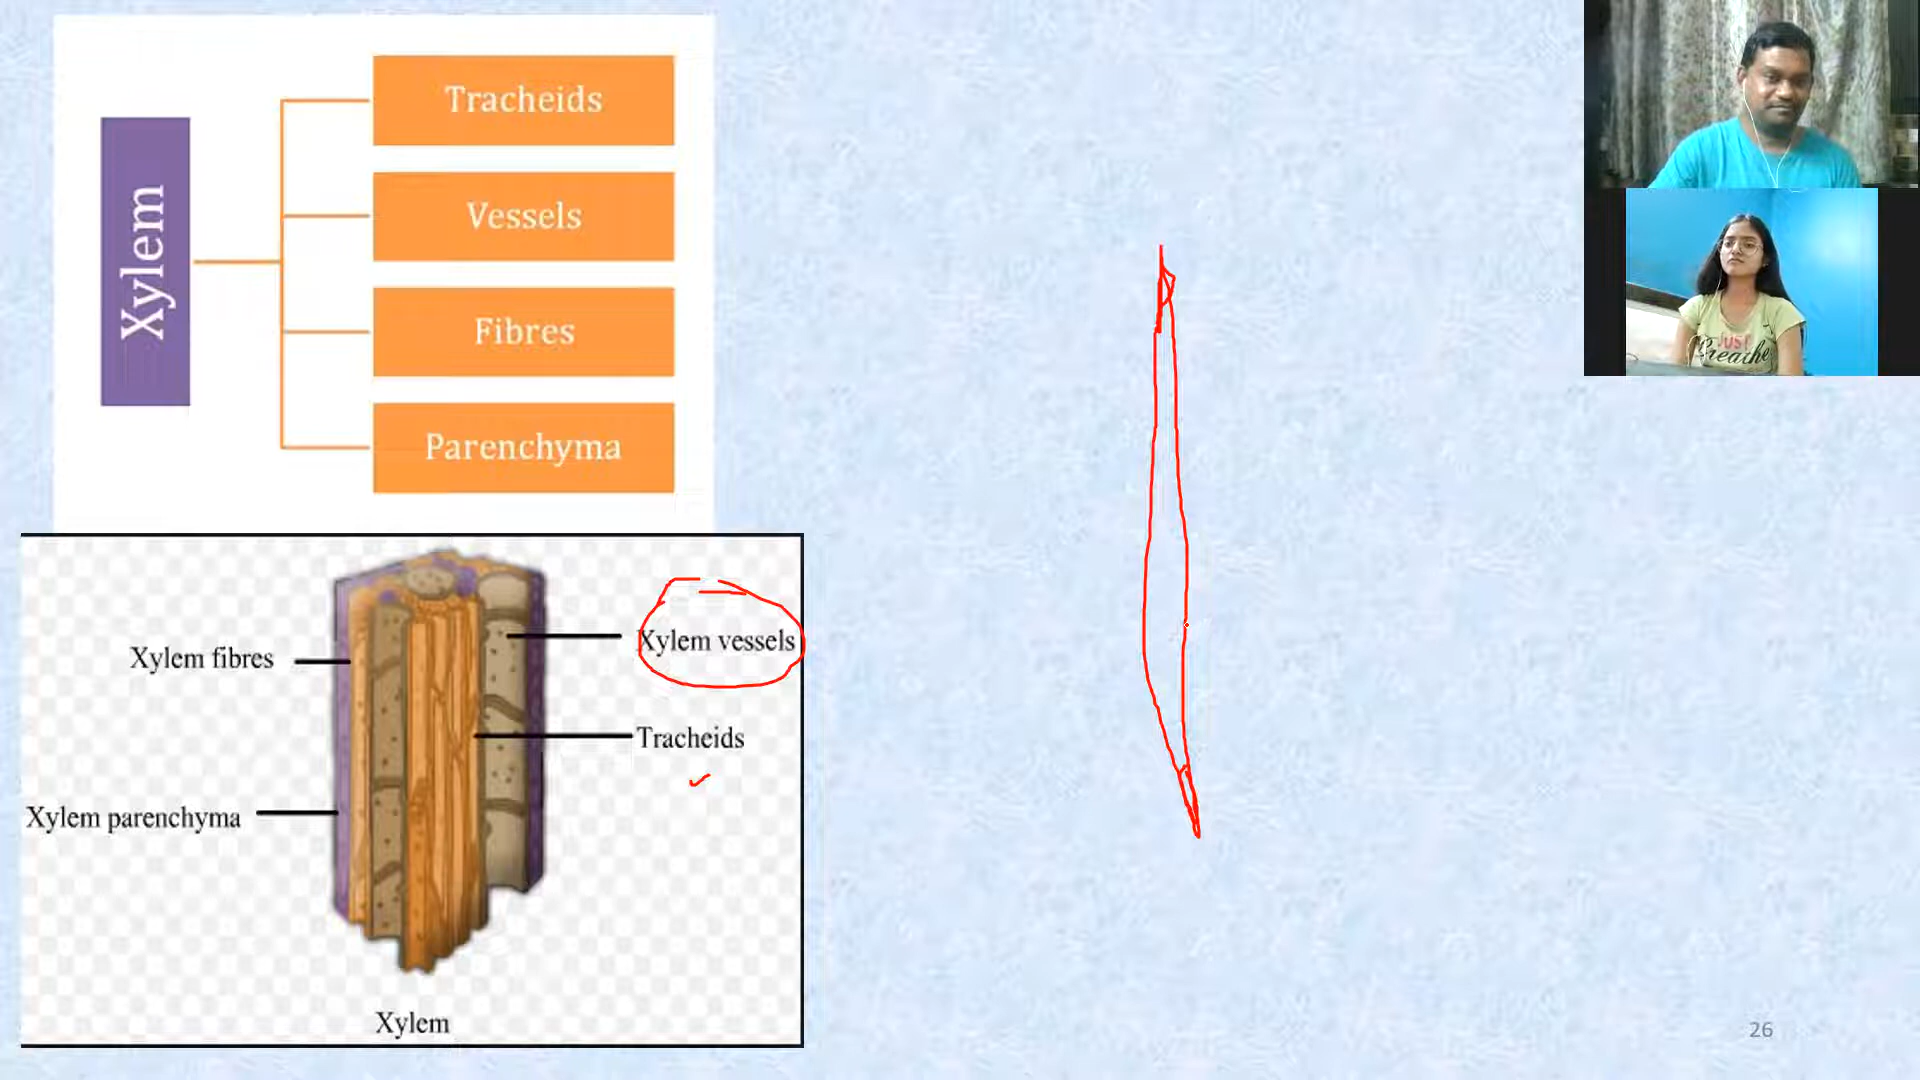 Xylem
Tracheids
Vessels
Fibres
Parenchyma
Xylem fibres
Xylem parenchyma
Xylem vessels
Tracheids
Xylem
JUST
Breathe
26